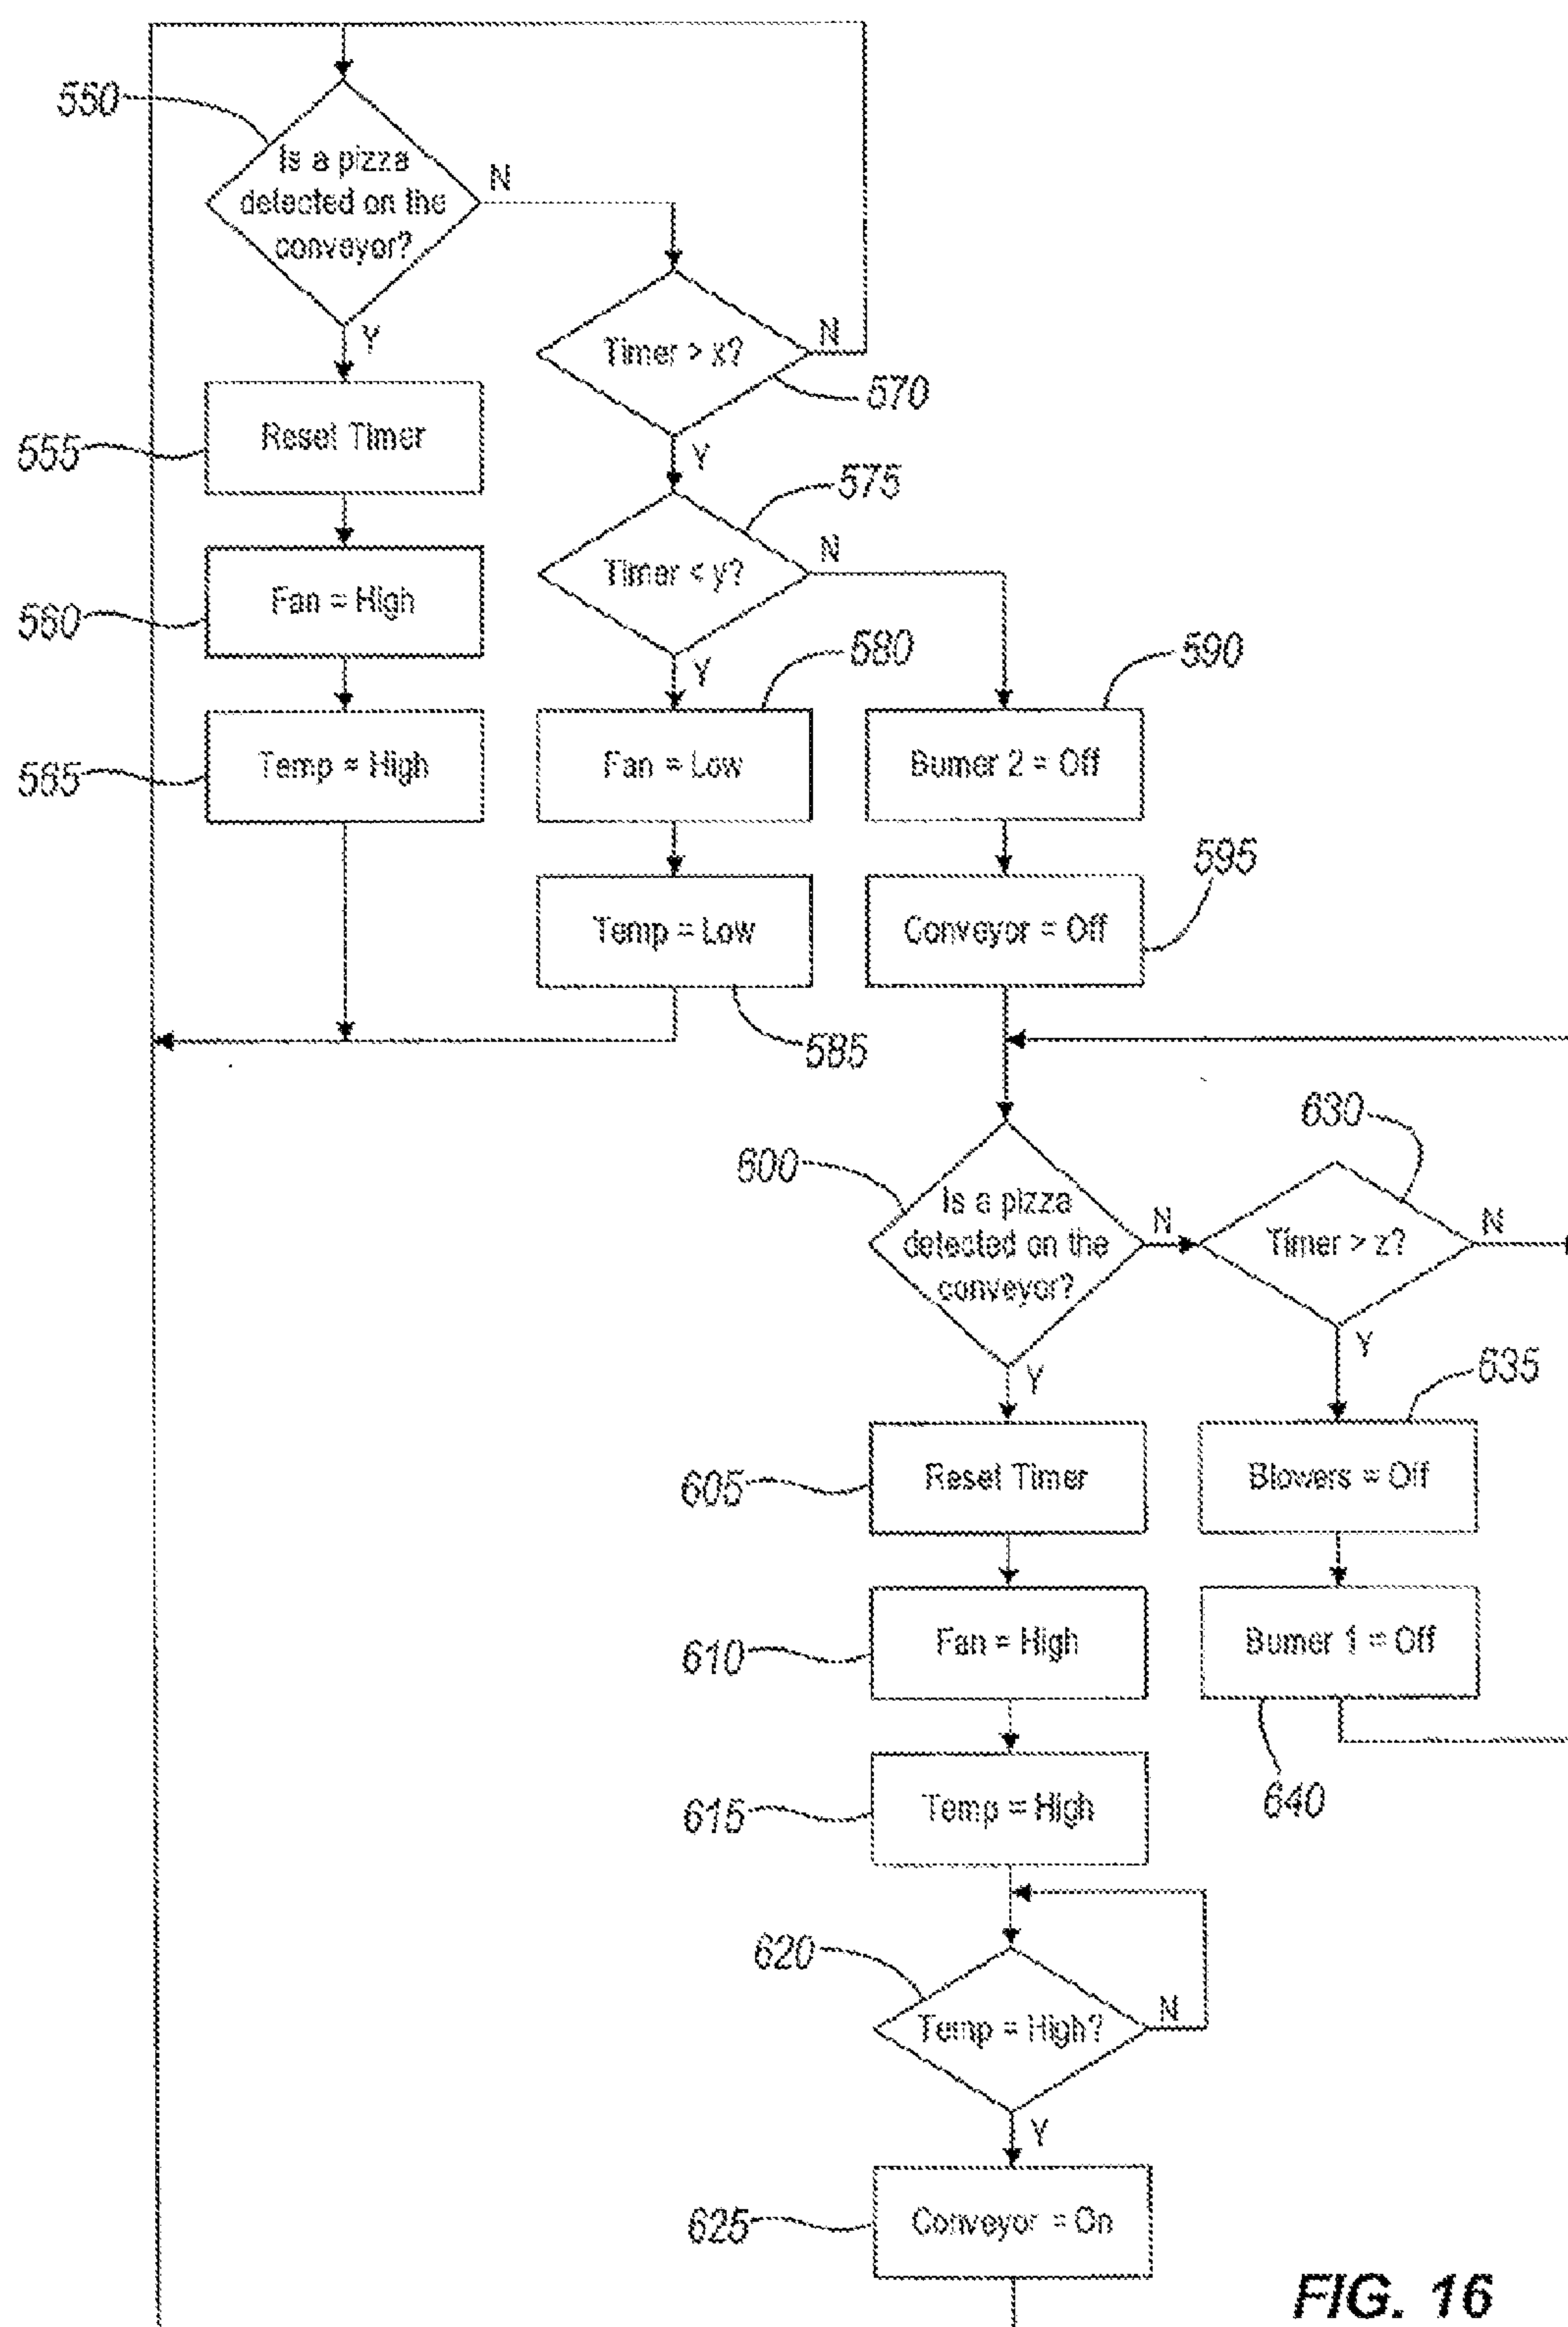 550
Is a pizza
detected on the
conveyor?
N
Y
Timer > x?
N
570
Y
555
Reset Timer
575
Timer < y?
N
Y
560
Fan = High
580
590
565
Temp = High
Fan = Low
Burner 2 = Off
595
Temp = Low
Conveyor = Off
585
630
600
Is a pizza
detected on the
conveyor?
N
Timer > z?
N
Y
Y
635
605
Reset Timer
Blowers = Off
610
Fan = High
Burner 1 = Off
615
Temp = High
640
620
Temp = High?
N
Y
625
Conveyor = On
FIG. 16